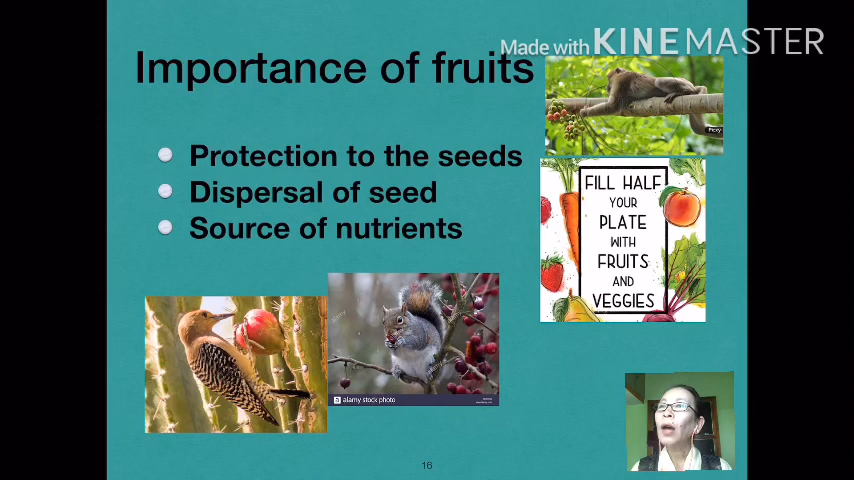 Made with KINEMASTER
Importance of fruits
Protection to the seeds
Dispersal of seed
Source of nutrients
Pixy
FILL HALF
YOUR
PLATE
WITH
FRUITS
AND
VEGGIES
a alamy stock photo
16